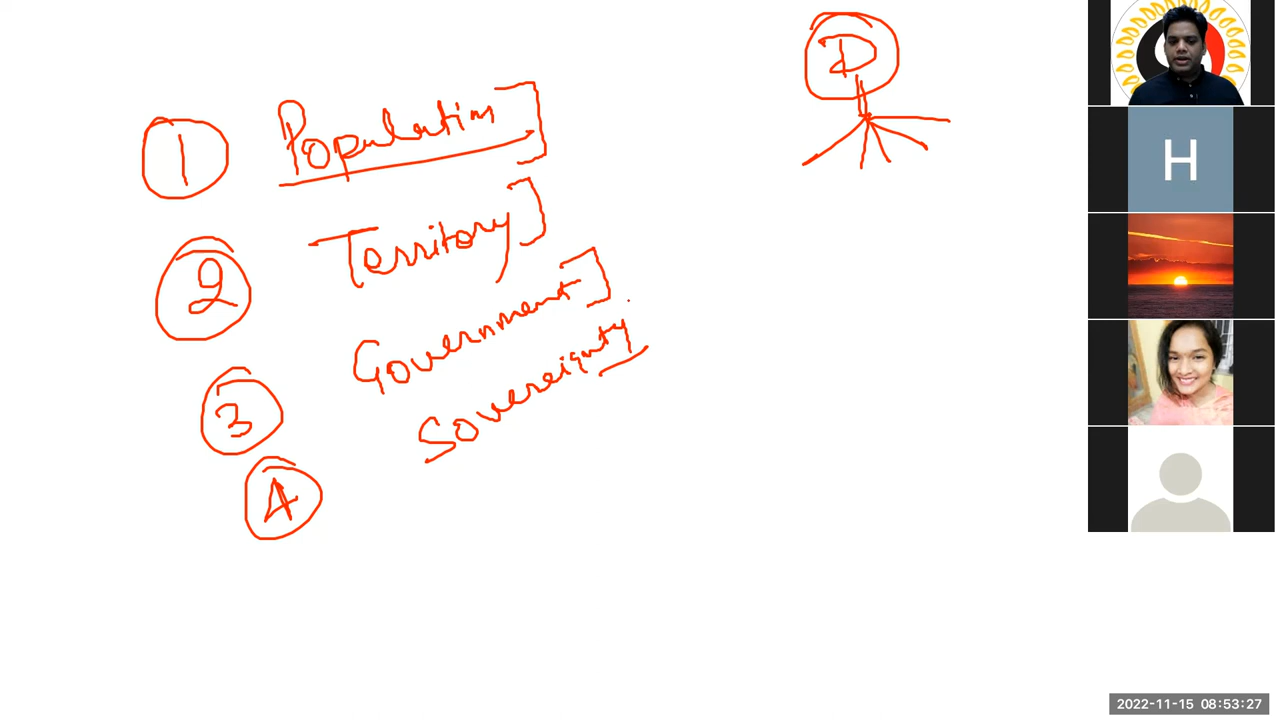 D
1 Population
2 Territory
3 Government
4 Sovereignty
H
2022-11-15 08:53:27